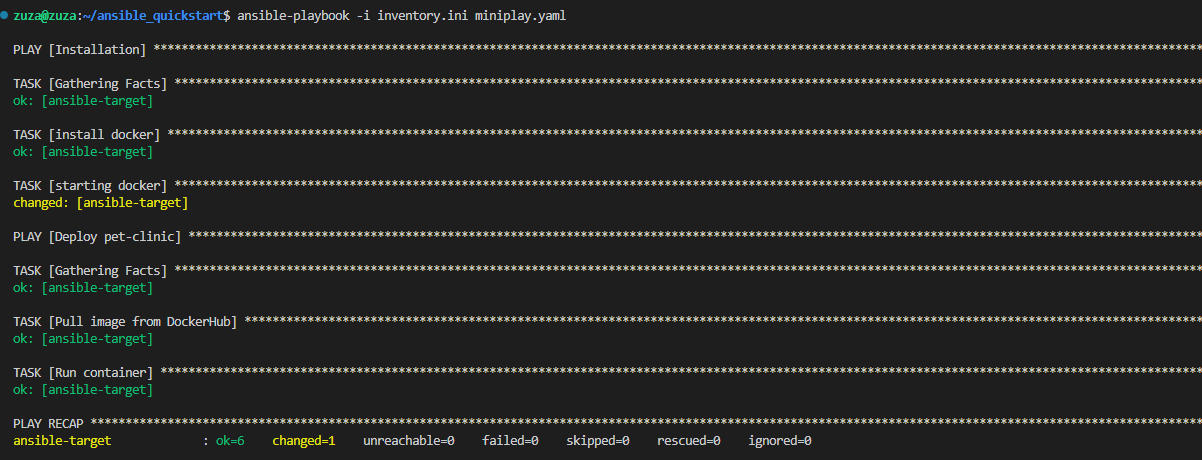 zuza@zuza:~/ansible_quickstart$ ansible-playbook -i inventory.ini miniplay.yaml
PLAY [Installation] ******************************************************************************************************************************************************
TASK [Gathering Facts] ***************************************************************************************************************************************************
ok: [ansible-target]
TASK [install docker] ****************************************************************************************************************************************************
ok: [ansible-target]
TASK [starting docker] ***************************************************************************************************************************************************
changed: [ansible-target]
PLAY [Deploy pet-clinic] *************************************************************************************************************************************************
TASK [Gathering Facts] ***************************************************************************************************************************************************
ok: [ansible-target]
TASK [Pull image from DockerHub] *****************************************************************************************************************************************
ok: [ansible-target]
TASK [Run container] *****************************************************************************************************************************************************
ok: [ansible-target]
PLAY RECAP ***************************************************************************************************************************************************************
ansible-target             : ok=6    changed=1    unreachable=0    failed=0    skipped=0    rescued=0    ignored=0